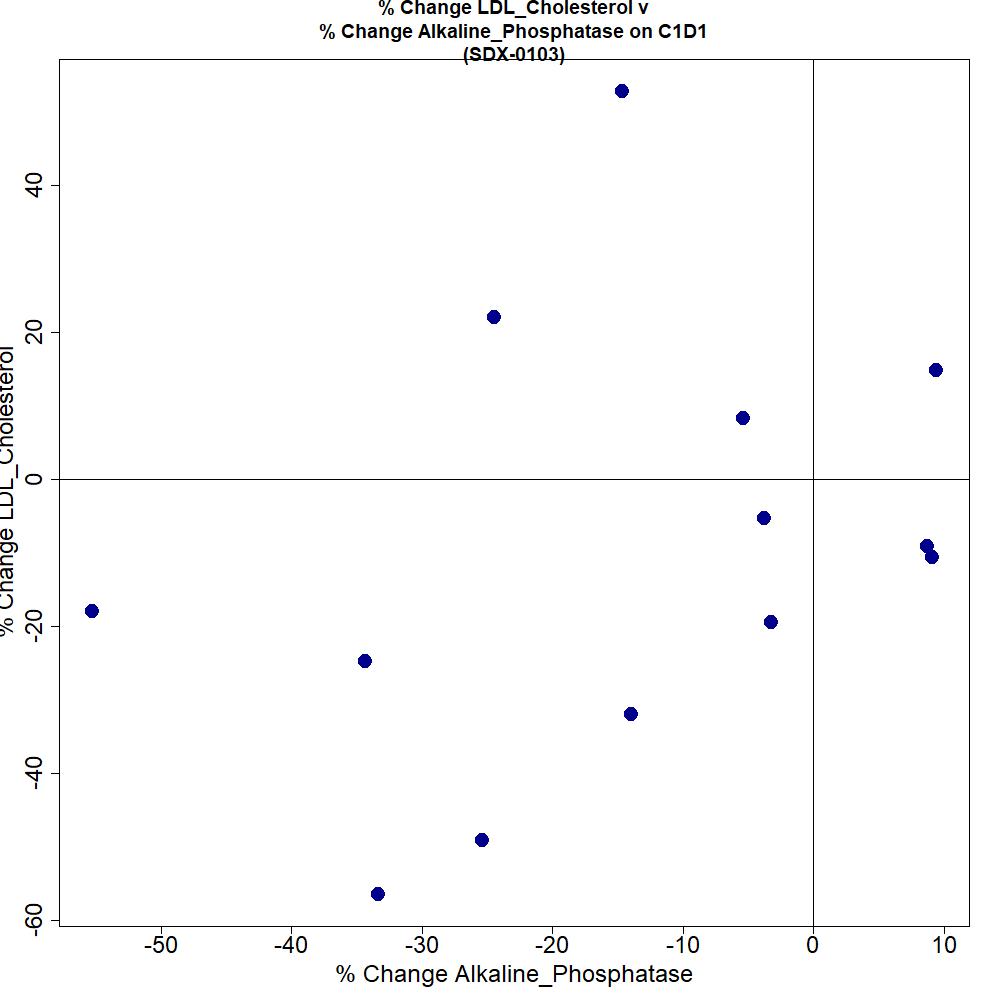 % Change LDL_Cholesterol v
% Change Alkaline_Phosphatase on C1D1
(SDX-0103)
% Change LDL_Cholesterol
40
20
0
-20
-40
-60
-50
-40
-30
-20
-10
0
10
% Change Alkaline_Phosphatase